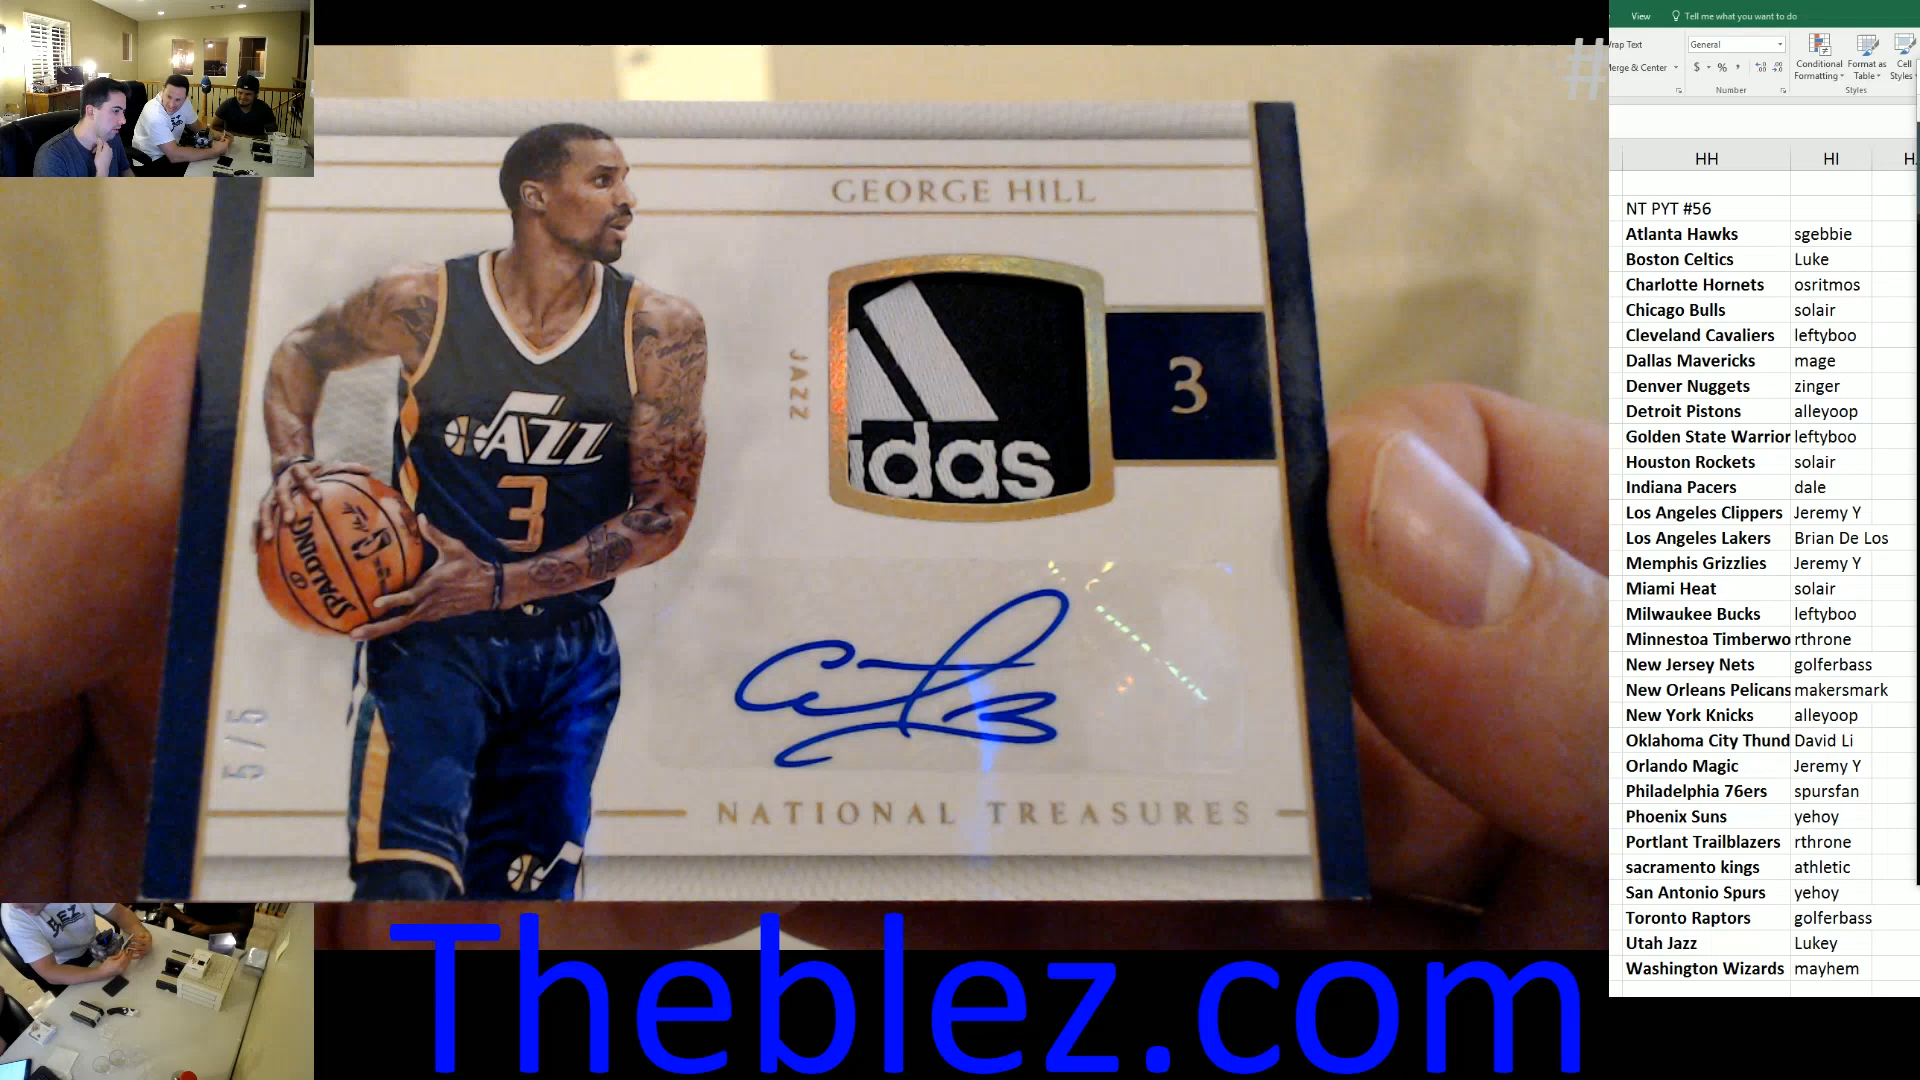 View
Tell me what you want to do
rap Text
General
Merge & Center
$ % ,
Conditional Formatting
Format as Table
Cell Styles
Number
Styles
#
HH HI H
NT PYT #56
Atlanta Hawks sgebbie
Boston Celtics Luke
Charlotte Hornets osritmos
Chicago Bulls solair
Cleveland Cavaliers leftyboo
Dallas Mavericks mage
Denver Nuggets zinger
Detroit Pistons alleyoop
Golden State Warrior leftyboo
Houston Rockets solair
Indiana Pacers dale
Los Angeles Clippers Jeremy Y
Los Angeles Lakers Brian De Los
Memphis Grizzlies Jeremy Y
Miami Heat solair
Milwaukee Bucks leftyboo
Minnestoa Timberwo rthrone
New Jersey Nets golferbass
New Orleans Pelicans makersmark
New York Knicks alleyoop
Oklahoma City Thund David Li
Orlando Magic Jeremy Y
Philadelphia 76ers spursfan
Phoenix Suns yehoy
Portlant Trailblazers rthrone
sacramento kings athletic
San Antonio Spurs yehoy
Toronto Raptors golferbass
Utah Jazz Lukey
Washington Wizards mayhem
GEORGE HILL
JAZZ
idas
3
JAZZ
3
SPALDING
5/5
NATIONAL TREASURES
Theblez.com